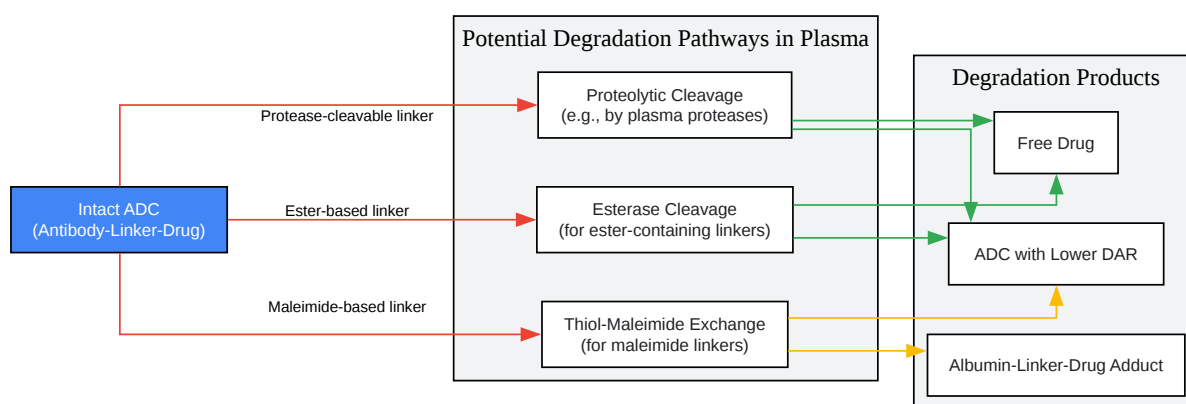 Potential Degradation Pathways in Plasma
Degradation Products
Proteolytic Cleavage
(e.g., by plasma proteases)
Protease-cleavable linker
Free Drug
Intact ADC
(Antibody-Linker-Drug)
Ester-based linker
Esterase Cleavage
(for ester-containing linkers)
ADC with Lower DAR
Maleimide-based linker
Thiol-Maleimide Exchange
(for maleimide linkers)
Albumin-Linker-Drug Adduct